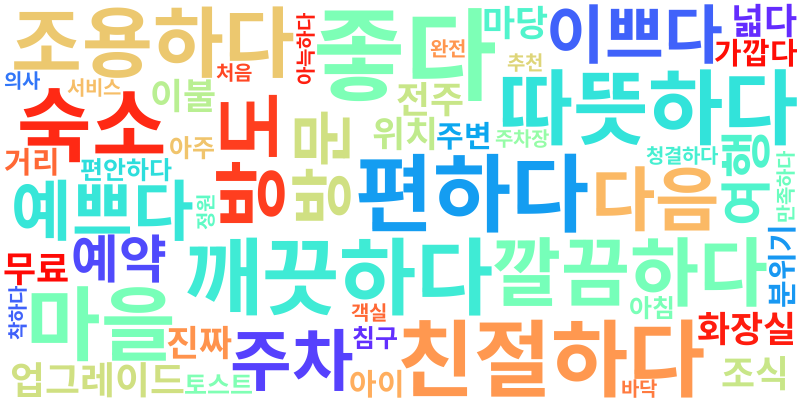 조용하다
좋다
마당
이쁘다
넓다
가깝다
아늑하다
완전
처음
추천
의사
서비스
이불
전주
따뜻하다
숙소
방도
방문
위치
주변
주차장
청결하다
여행
만족하다
거리
편안하다
아주
예쁘다
정원
편하다
다음
분위기
무료
예약
깨끗하다
깔끔하다
착하다
마을
객실
아침
진짜
주차
침구
친절하다
화장실
업그레이드
토스트
아이
바닥
조식